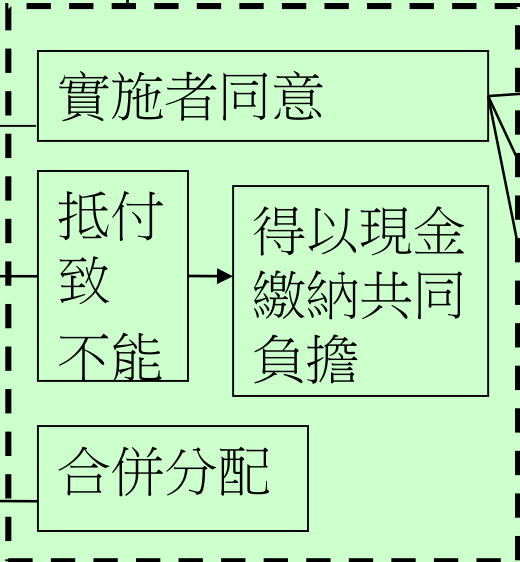 實施者同意
抵付
致
不能
得以現金
繳納共同
負擔
合併分配